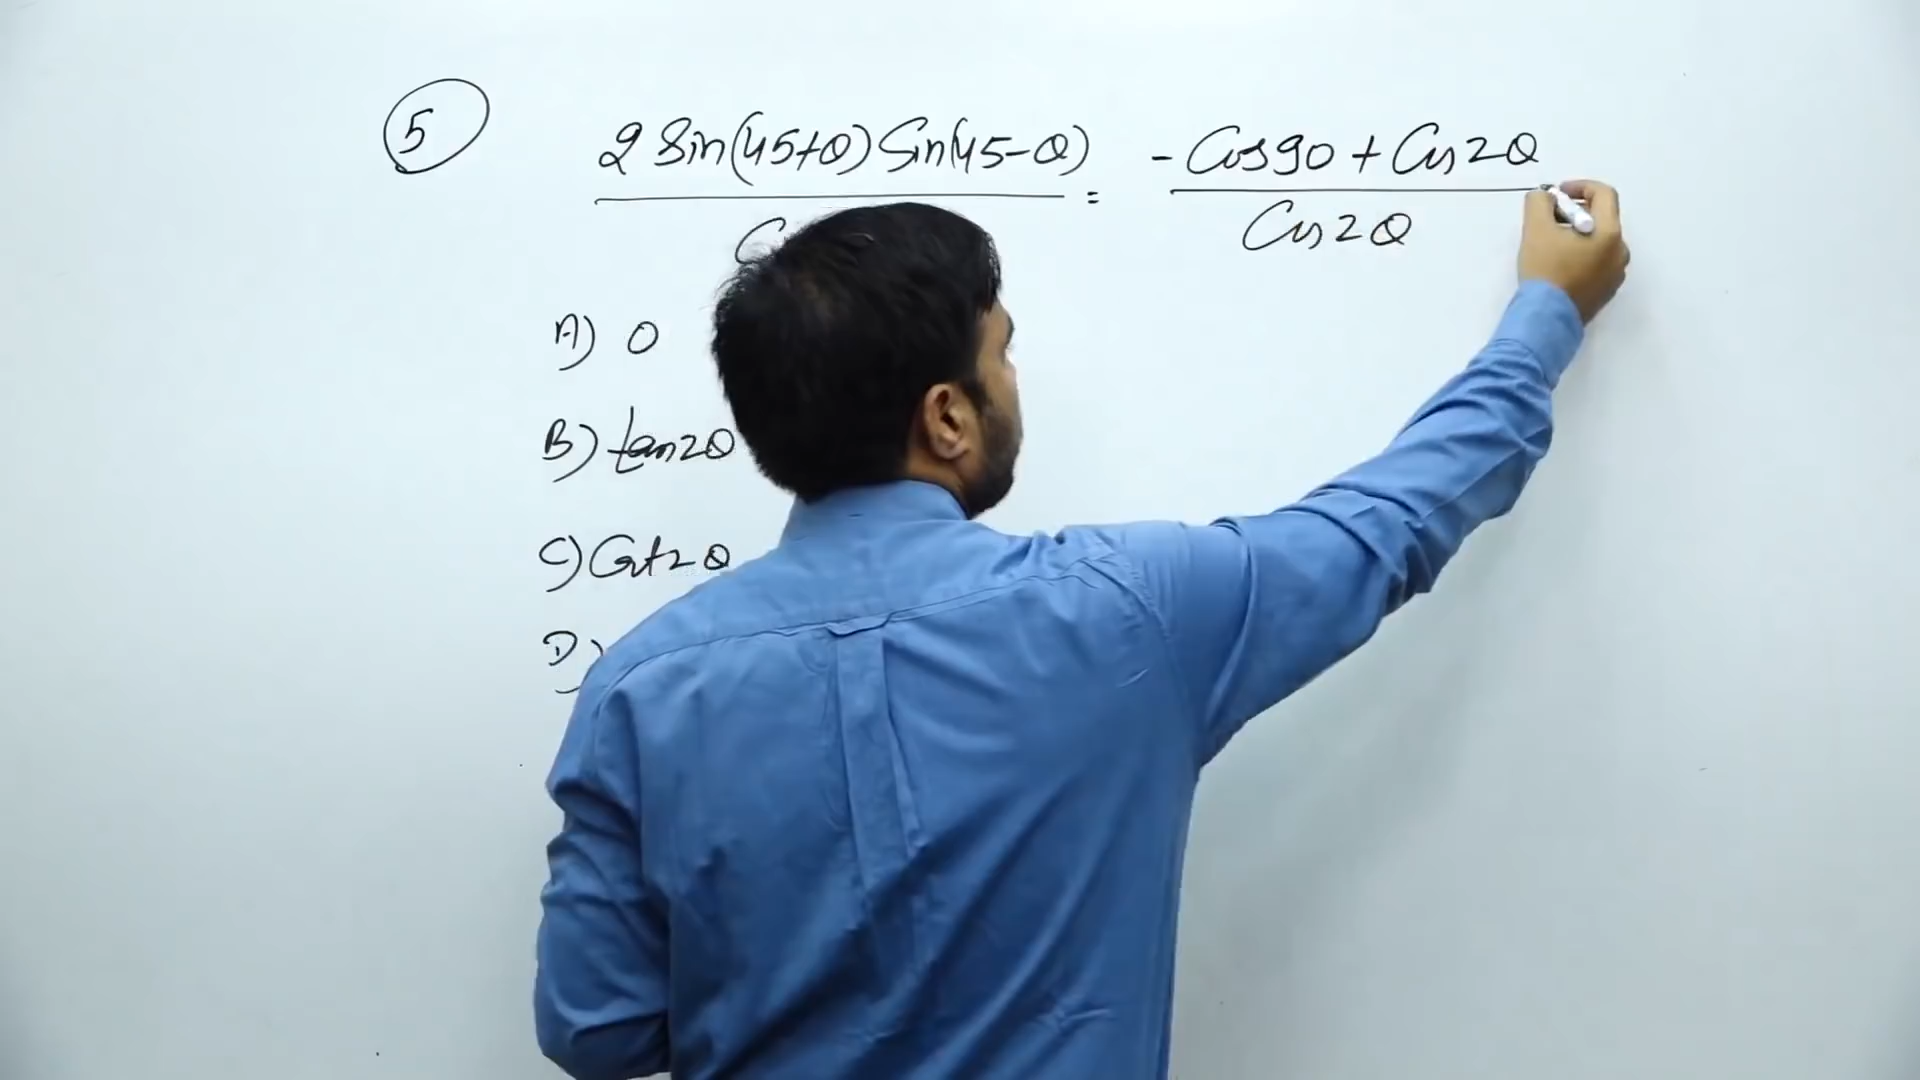 5
2 Sin(45+θ) Sin(45-θ) / = -Cos90 + Cos2θ / Cos2θ
A) 0
B) tan2θ
C) Cot2θ
D)